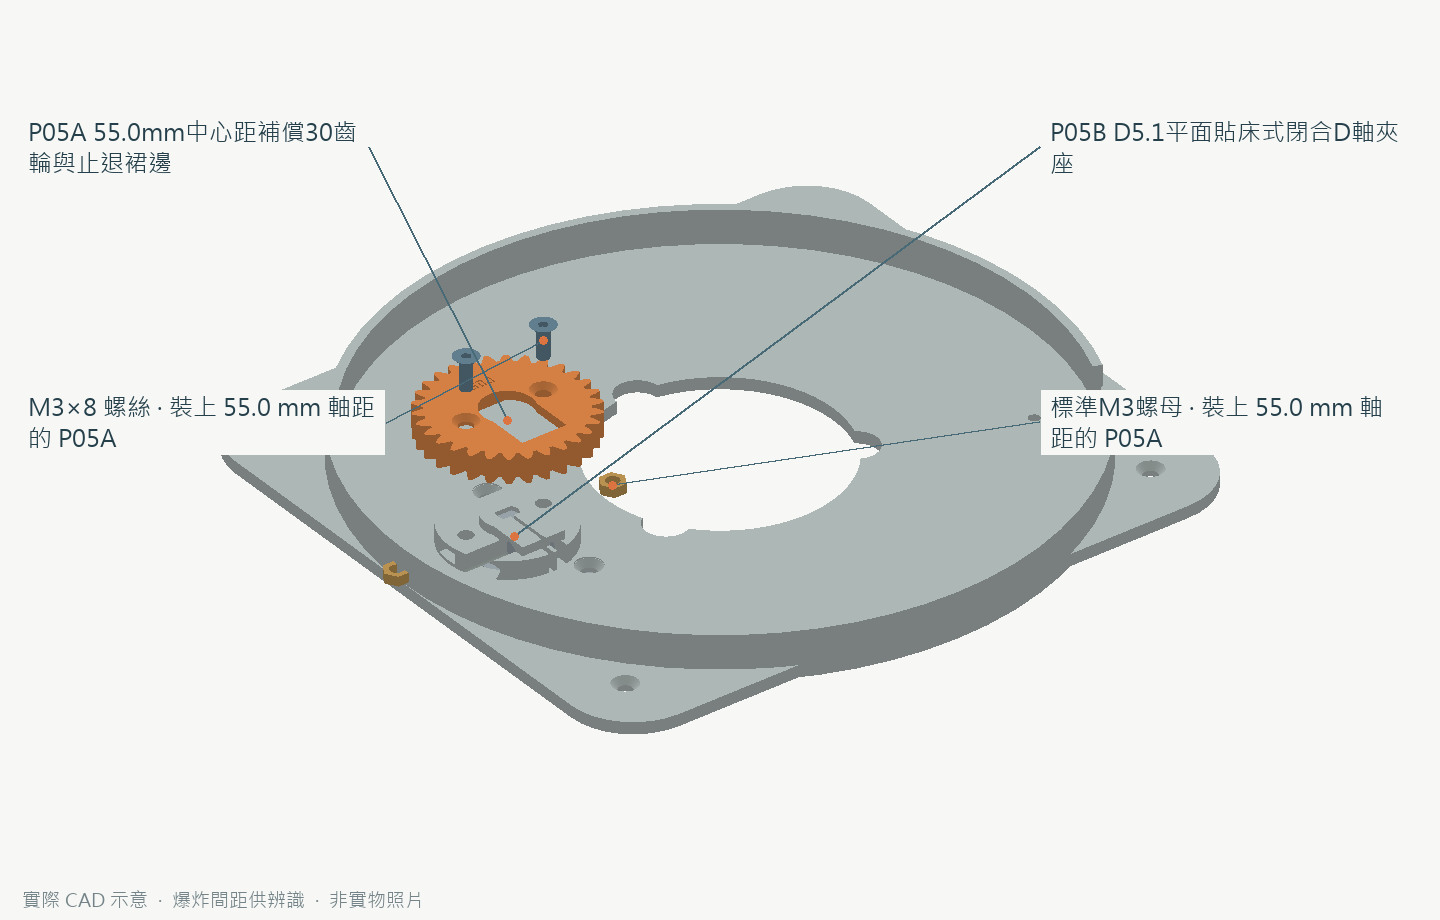 P05A 55.0mm中心距補償30齒
輪與止退裙邊
P05B D5.1平面貼床式閉合D軸夾
座
M3×8 螺絲 · 裝上 55.0 mm 軸距
的 P05A
標準M3螺母 · 裝上 55.0 mm 軸
距的 P05A
實際 CAD 示意 · 爆炸間距供辨識 · 非實物照片